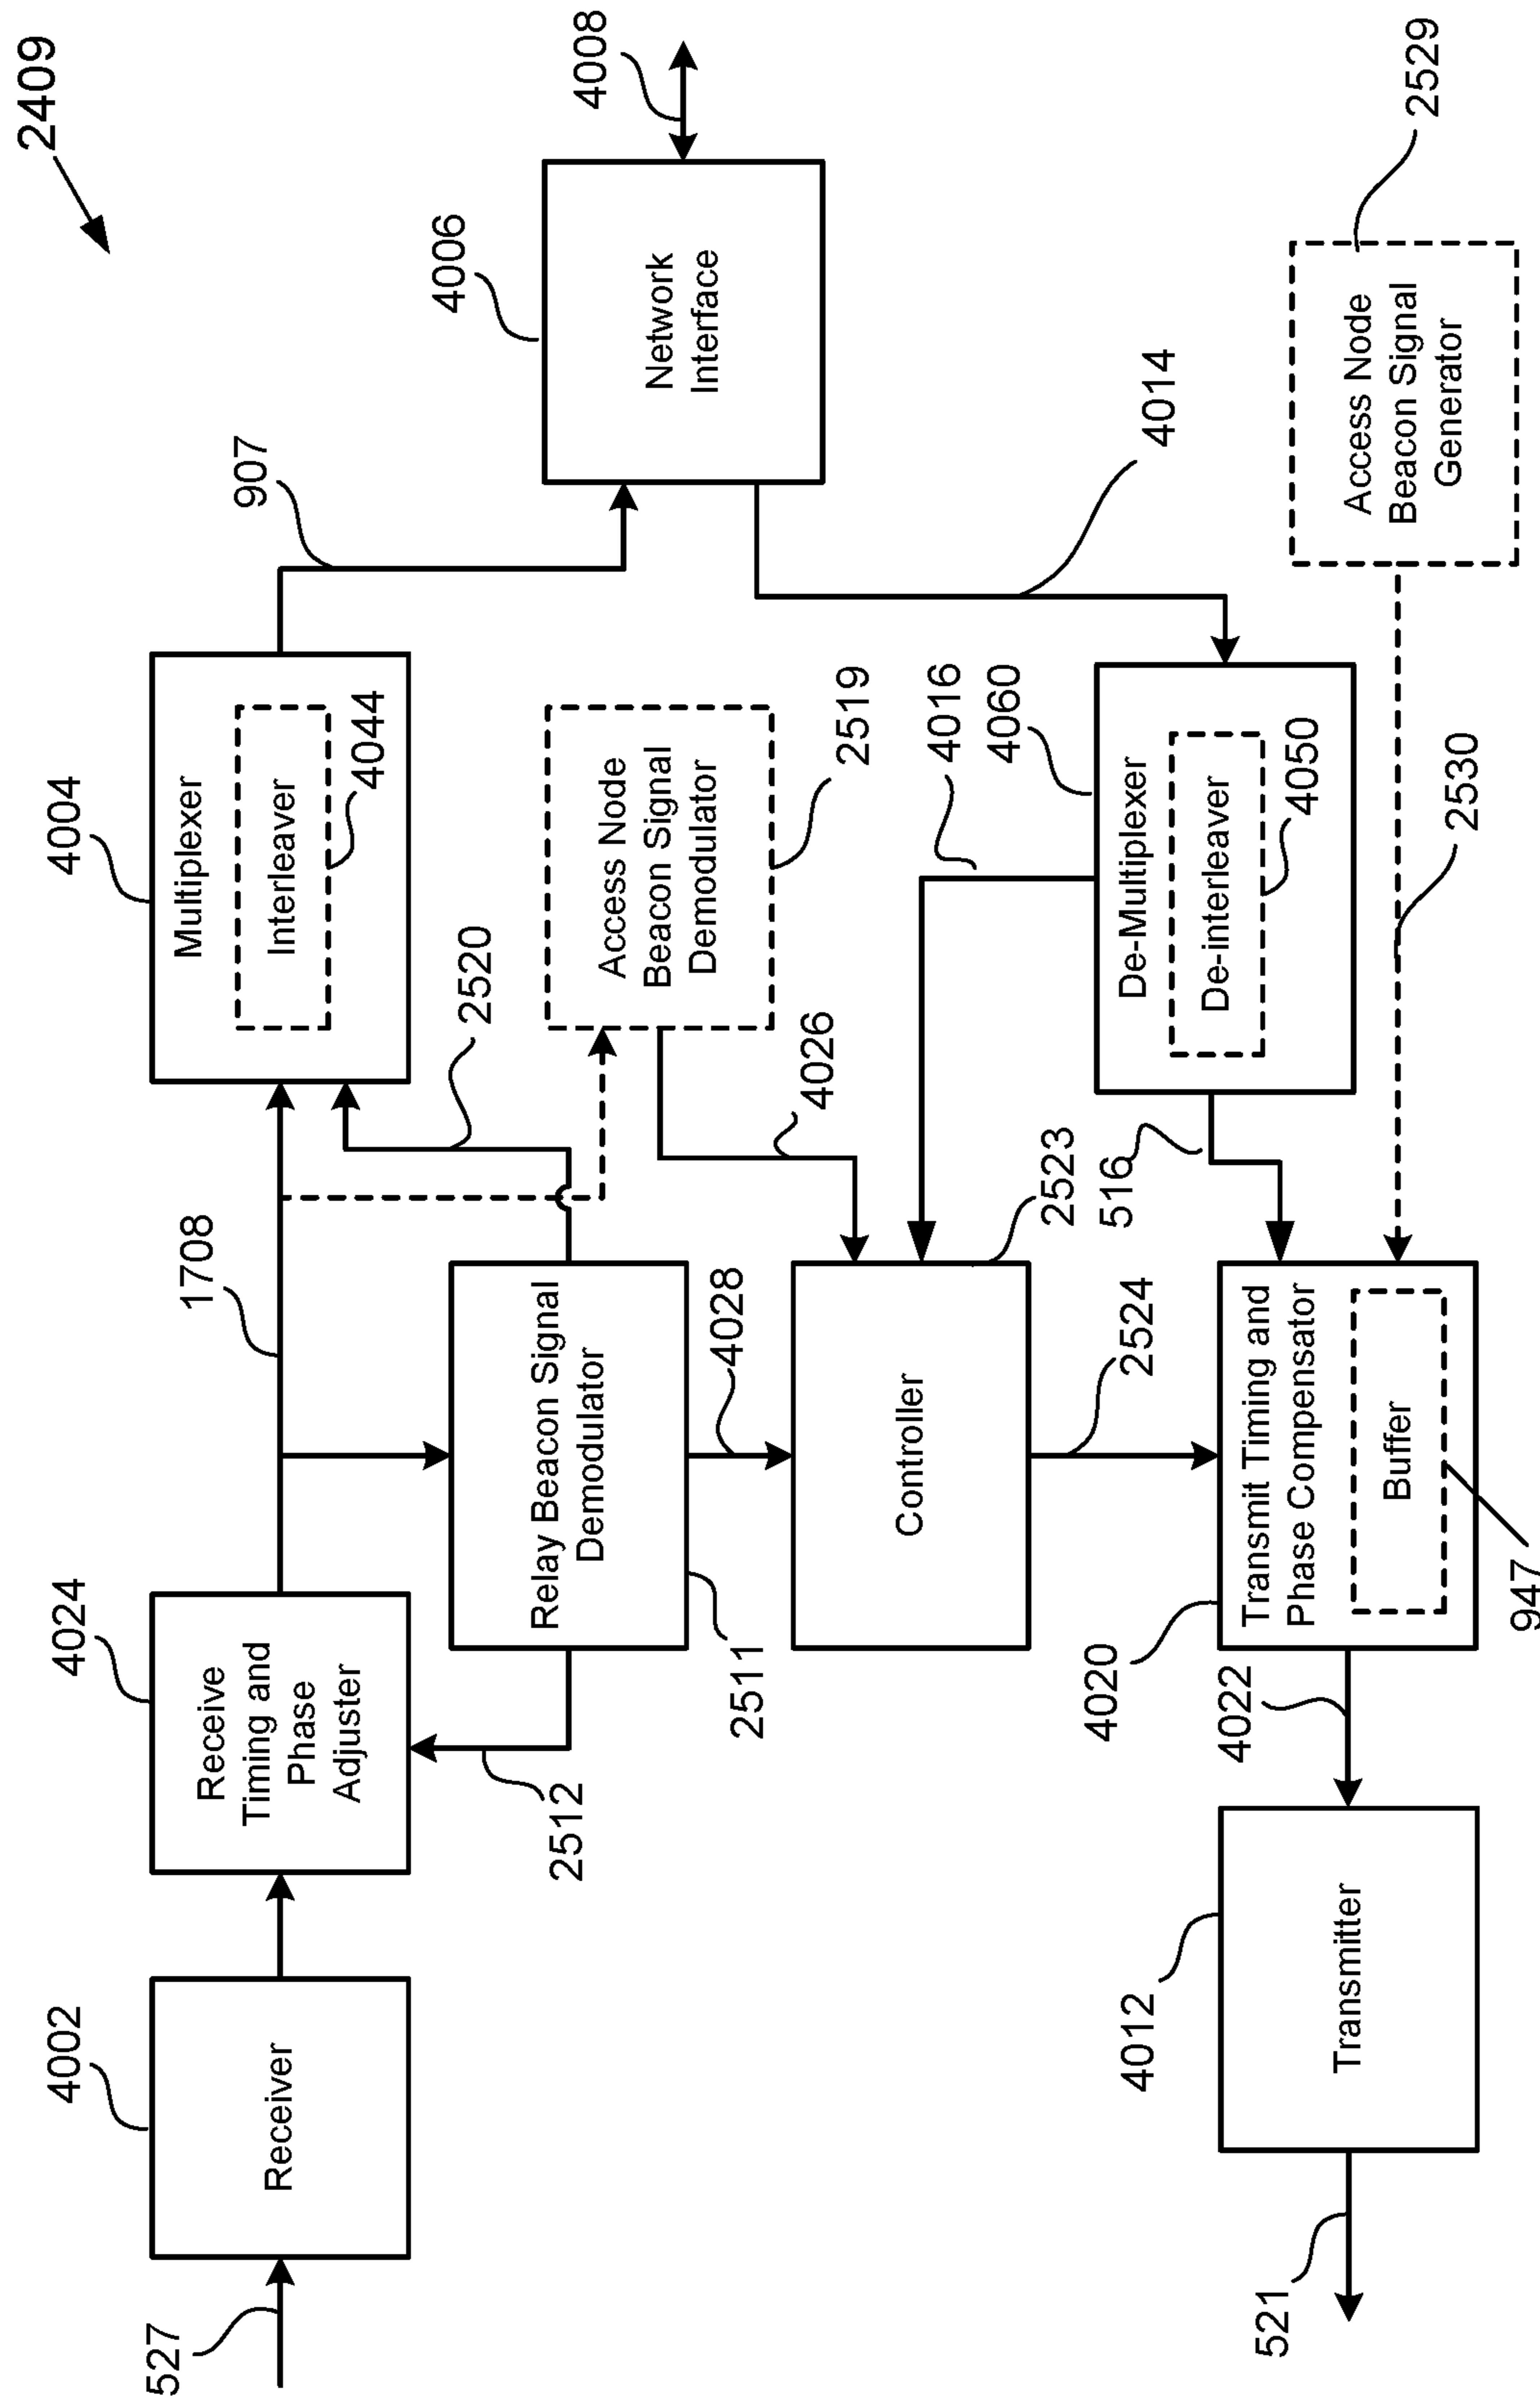 2409
527
4002
Receiver
4024
Receive
Timing and
Phase
Adjuster
1708
4004
Multiplexer
Interleaver
4044
907
4006
Network
Interface
4008
2512
Relay Beacon Signal
Demodulator
2511
2520
Access Node
Beacon Signal
Demodulator
2519
4028
4026
Controller
2523
4016
4014
4060
De-Multiplexer
De-interleaver
4050
516
2524
521
4012
Transmitter
4022
4020
Transmit Timing and
Phase Compensator
Buffer
947
2530
Access Node
Beacon Signal
Generator
2529